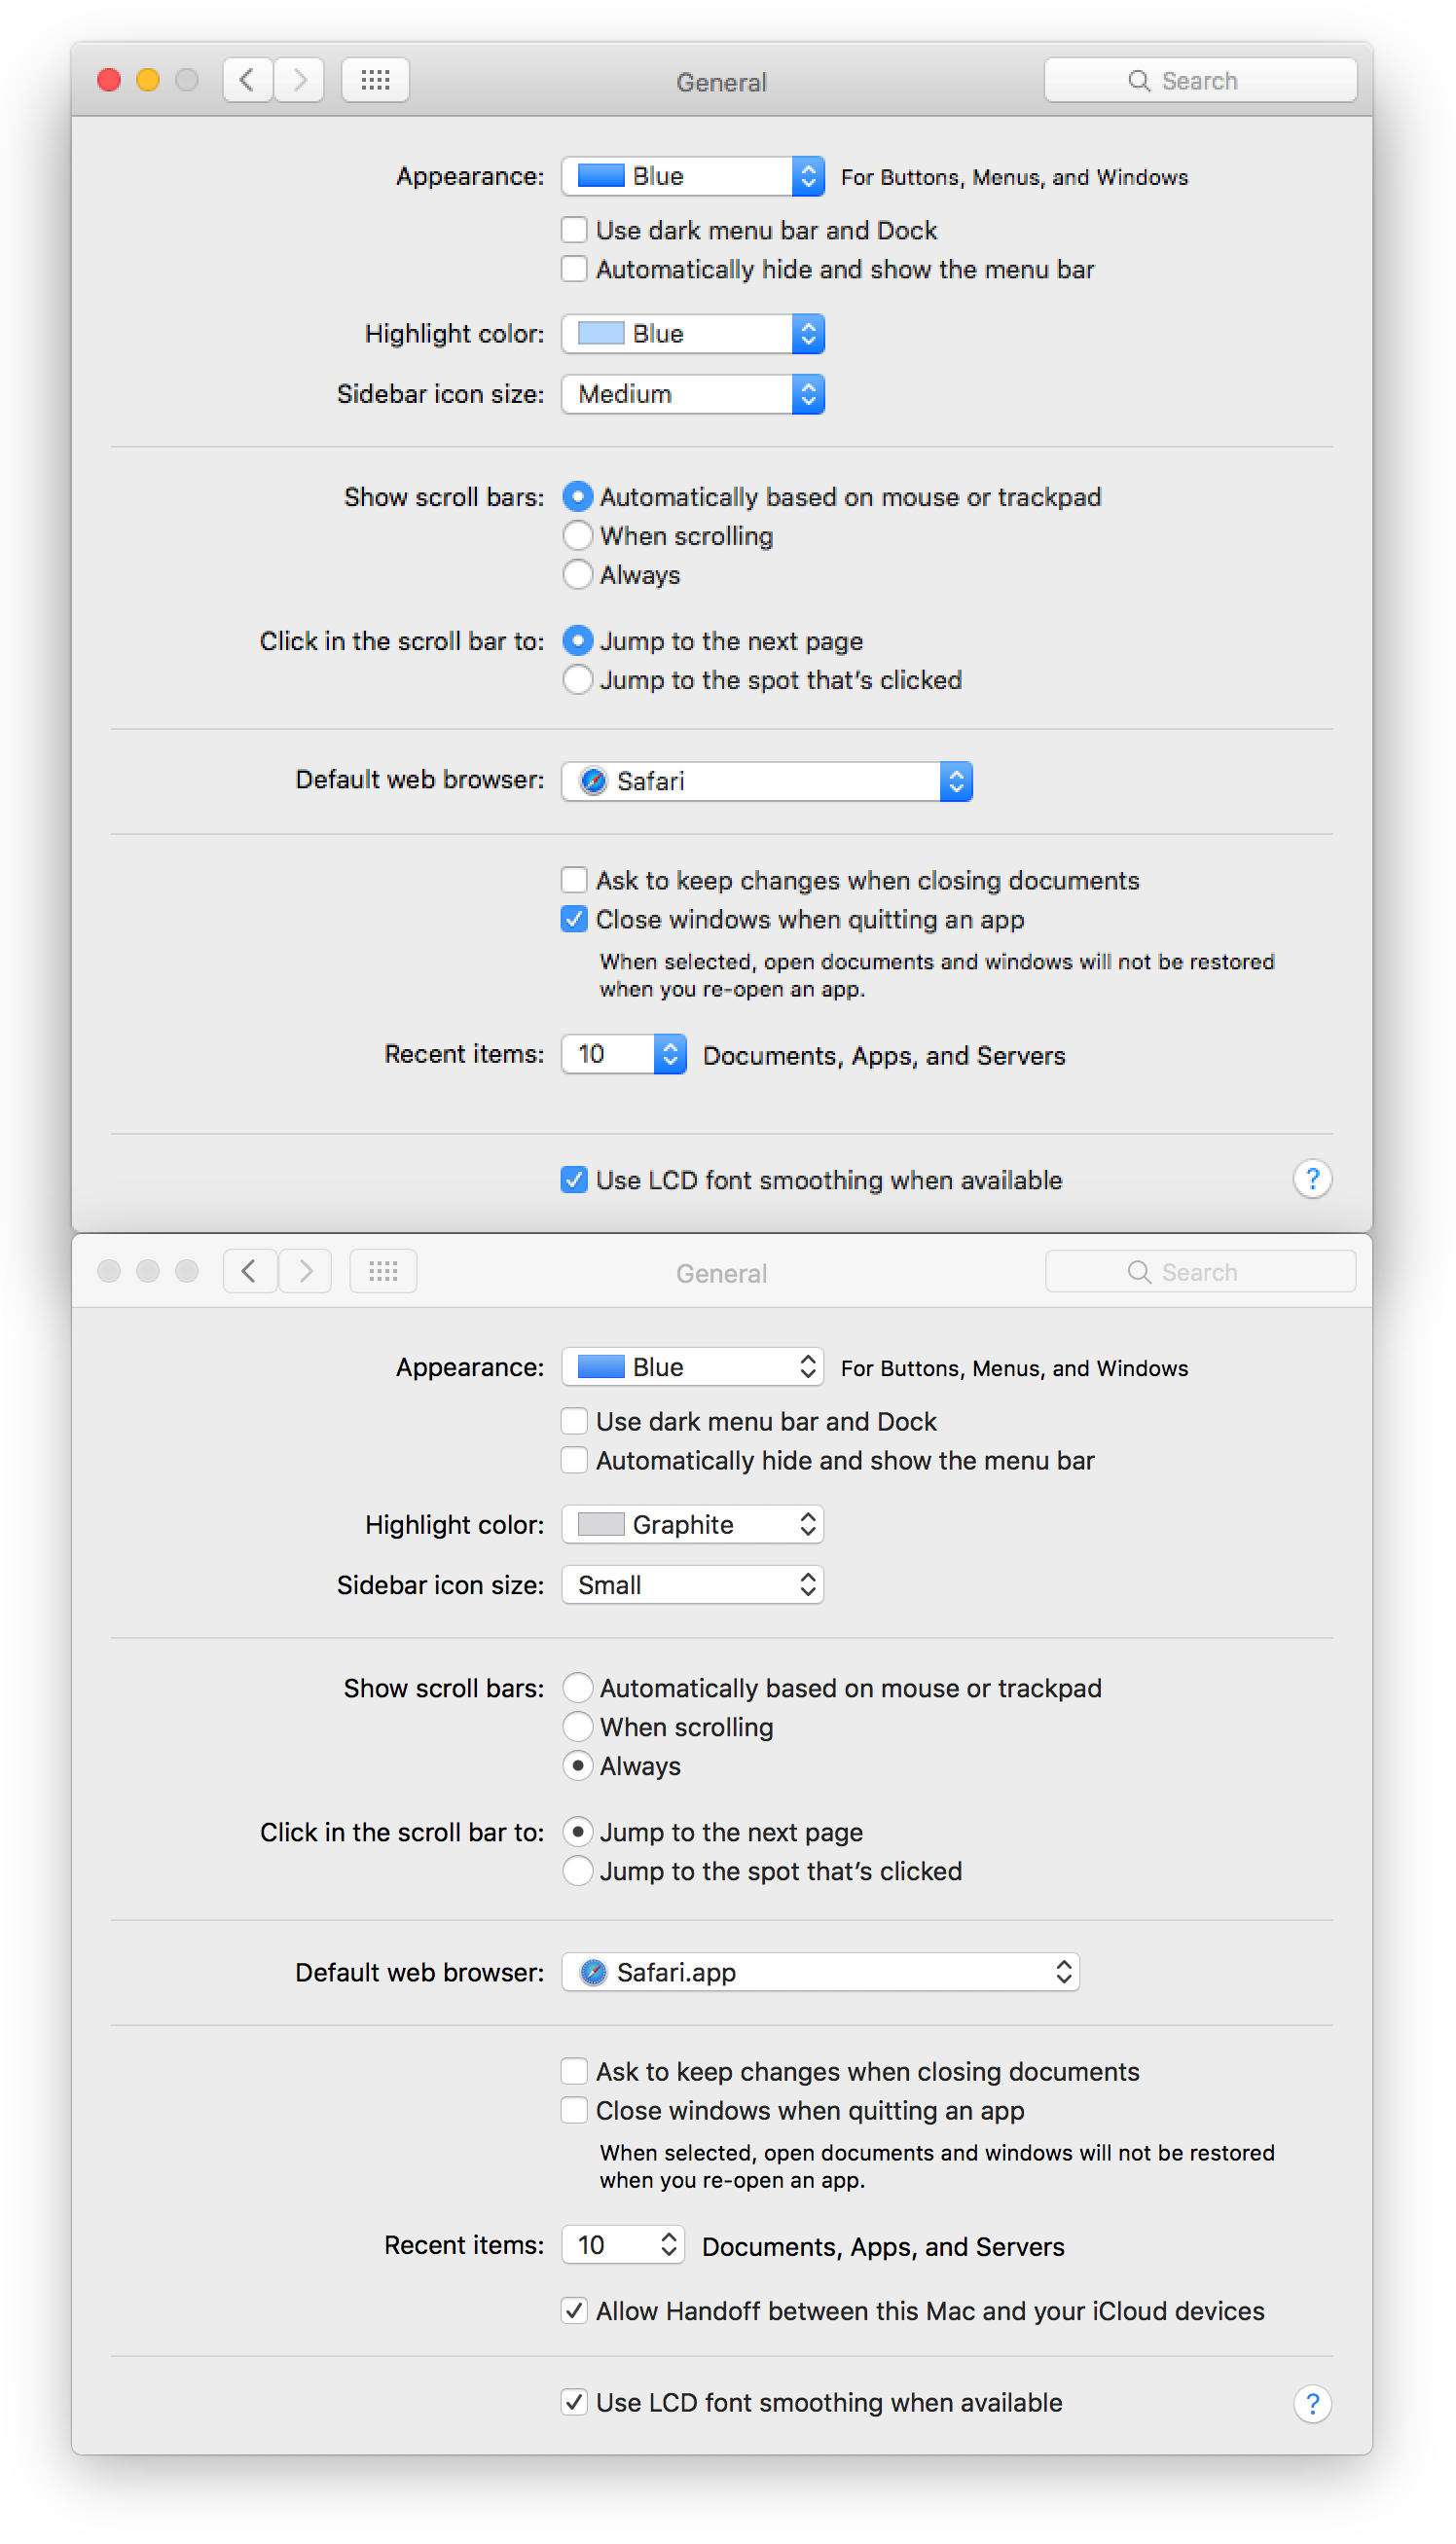 General
Search
Appearance: Blue For Buttons, Menus, and Windows
Use dark menu bar and Dock
Automatically hide and show the menu bar
Highlight color: Blue
Sidebar icon size: Medium
Show scroll bars: Automatically based on mouse or trackpad
When scrolling
Always
Click in the scroll bar to: Jump to the next page
Jump to the spot that’s clicked
Default web browser: Safari
Ask to keep changes when closing documents
Close windows when quitting an app
When selected, open documents and windows will not be restored
when you re-open an app.
Recent items: 10 Documents, Apps, and Servers
Use LCD font smoothing when available ?
General
Search
Appearance: Blue For Buttons, Menus, and Windows
Use dark menu bar and Dock
Automatically hide and show the menu bar
Highlight color: Graphite
Sidebar icon size: Small
Show scroll bars: Automatically based on mouse or trackpad
When scrolling
Always
Click in the scroll bar to: Jump to the next page
Jump to the spot that’s clicked
Default web browser: Safari.app
Ask to keep changes when closing documents
Close windows when quitting an app
When selected, open documents and windows will not be restored
when you re-open an app.
Recent items: 10 Documents, Apps, and Servers
Allow Handoff between this Mac and your iCloud devices
Use LCD font smoothing when available ?